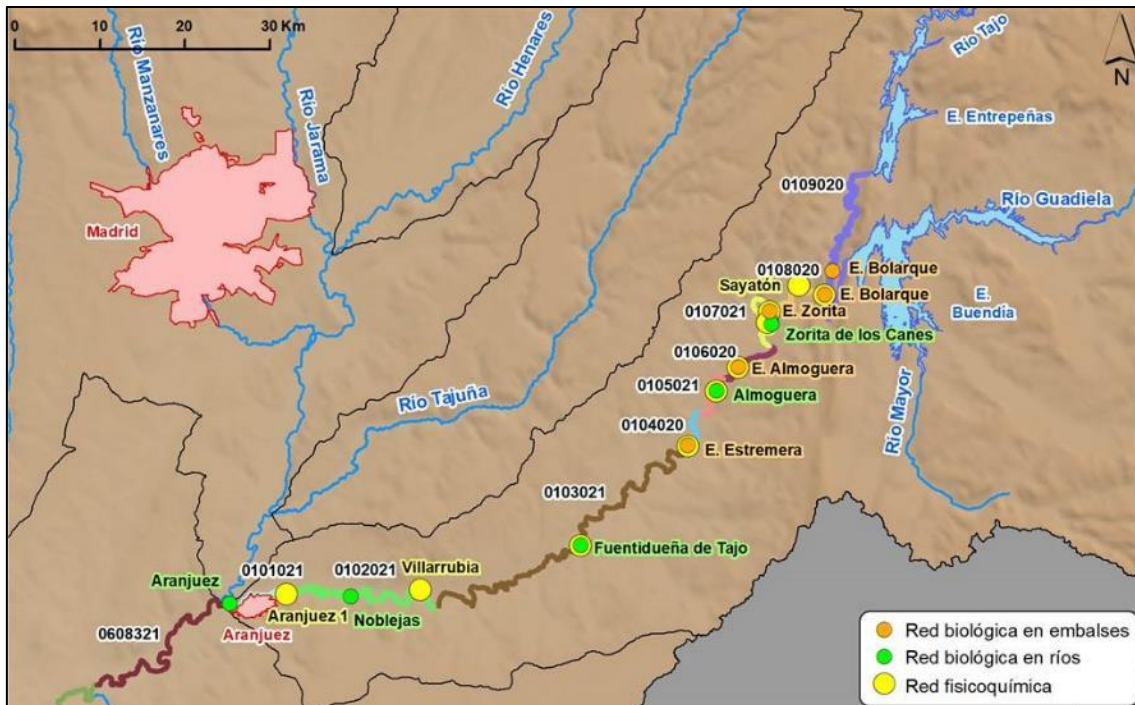 0 10 20 30 Km
Río Manzanares
Río Jarama
Río Henares
Río Tajo
N
E. Entrepeñas
0109020
Río Guadiela
Madrid
0108020
E. Bolarque
Sayatón
E. Bolarque
E. Zorita
E.
Buendía
0107021
Zorita de los Canes
0106020
E. Almoguera
0105021
Almoguera
Río Tajuña
Río Mayor
0104020
E. Estremera
0103021
Fuentidueña de Tajo
Villarrubia
0101021
0102021
Aranjuez
Aranjuez 1
Noblejas
Aranjuez
0608321
Red biológica en embalses
Red biológica en ríos
Red fisicoquímica